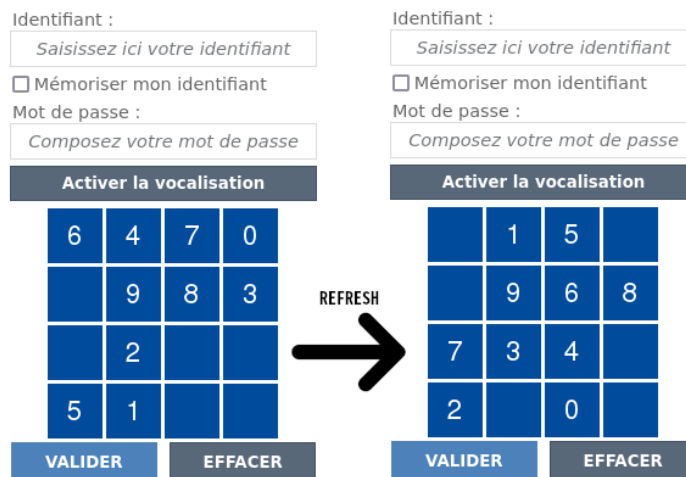 Identifiant :
Saisissez ici votre identifiant
Mémoriser mon identifiant
Mot de passe :
Composez votre mot de passe
Activer la vocalisation
6 4 7 0
9 8 3
2
5 1
VALIDER EFFACER
REFRESH
Identifiant :
Saisissez ici votre identifiant
Mémoriser mon identifiant
Mot de passe :
Composez votre mot de passe
Activer la vocalisation
1 5
9 6 8
7 3 4
2 0
VALIDER EFFACER